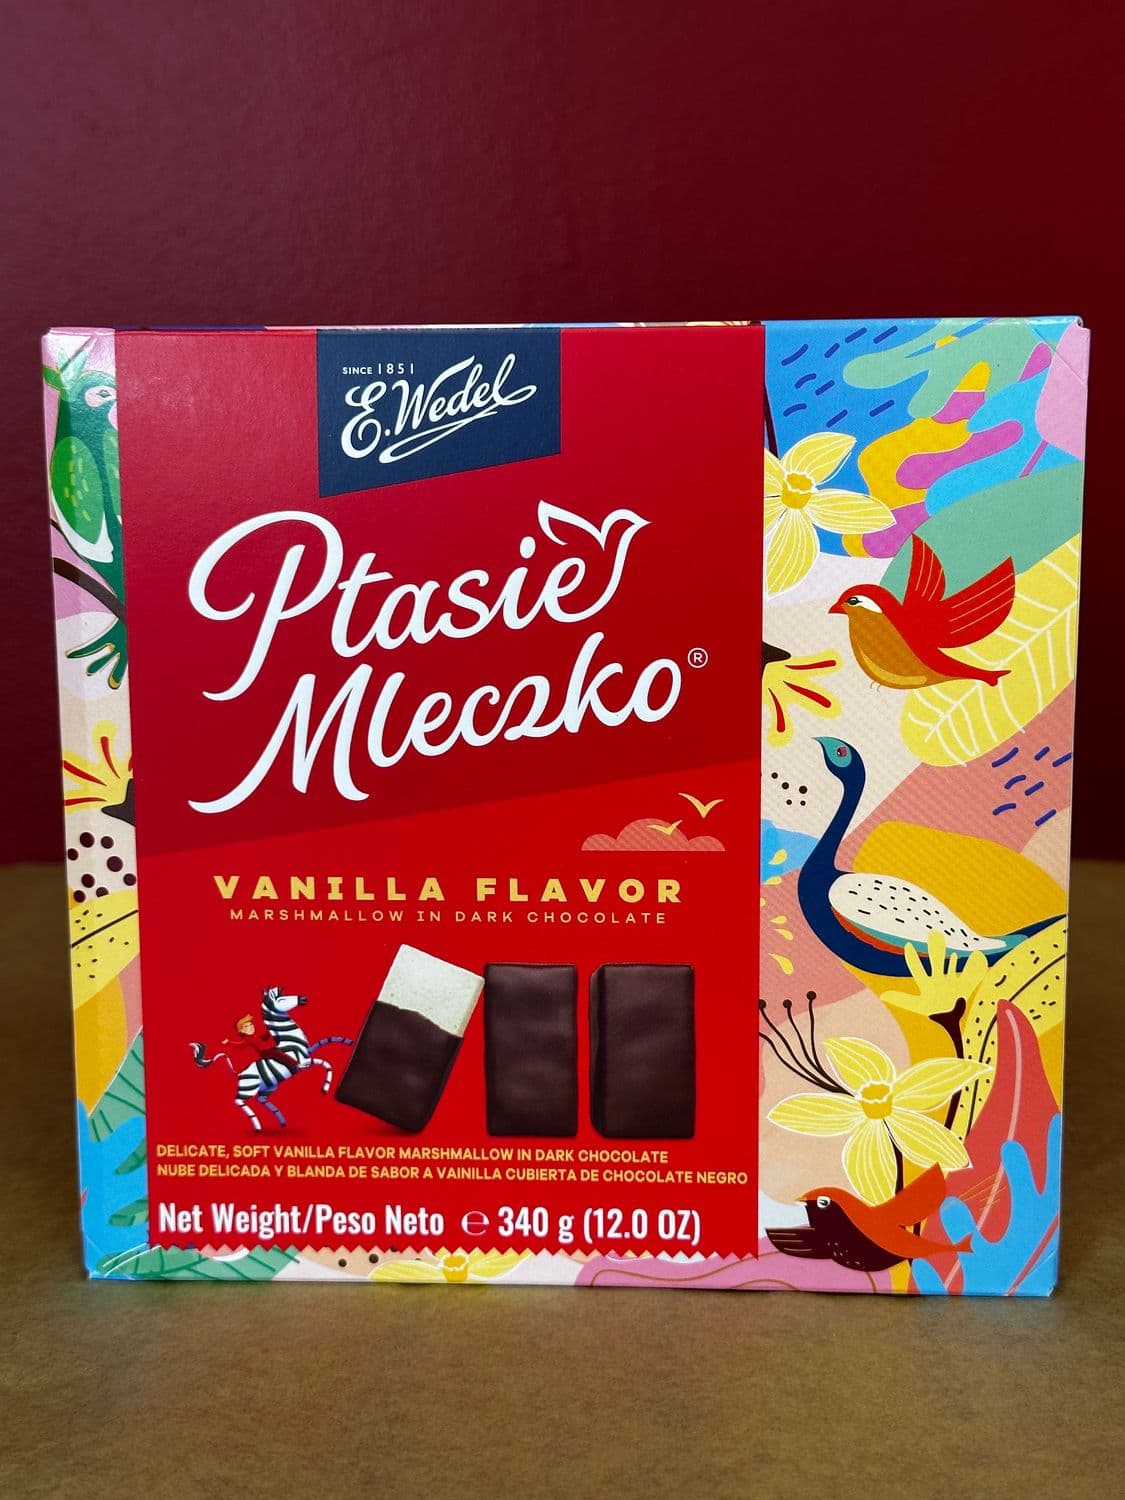 SINCE 1851
E.Wedel
Ptasie
Mleczko®
VANILLA FLAVOR
MARSHMALLOW IN DARK CHOCOLATE
DELICATE, SOFT VANILLA FLAVOR MARSHMALLOW IN DARK CHOCOLATE
NUBE DELICADA Y BLANDA DE SABOR A VAINILLA CUBIERTA DE CHOCOLATE NEGRO
Net Weight/Peso Neto ℮ 340 g (12.0 OZ)